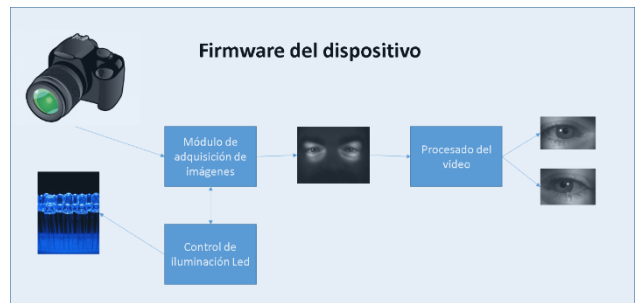 Firmware del dispositivo
Módulo de
adquisición de
imágenes
Procesado del
vídeo
Control de
iluminación Led